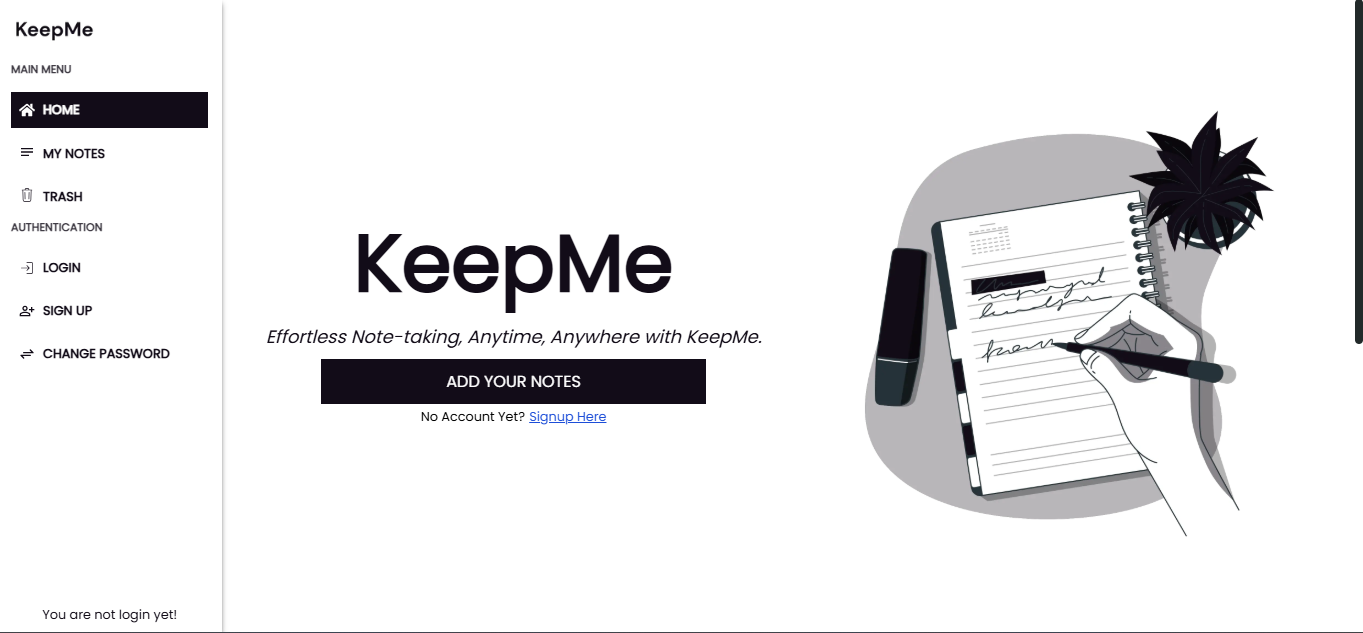 KeepMe
MAIN MENU
HOME
MY NOTES
TRASH
AUTHENTICATION
LOGIN
SIGN UP
CHANGE PASSWORD
You are not login yet!
KeepMe
Effortless Note-taking, Anytime, Anywhere with KeepMe.
ADD YOUR NOTES
No Account Yet? Signup Here